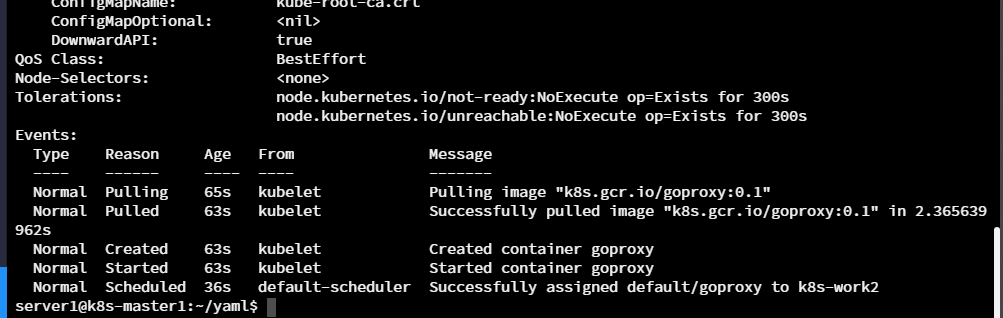 ConfigMapName: kube-root-ca.crt
ConfigMapOptional: <nil>
DownwardAPI: true
QoS Class: BestEffort
Node-Selectors: <none>
Tolerations: node.kubernetes.io/not-ready:NoExecute op=Exists for 300s
node.kubernetes.io/unreachable:NoExecute op=Exists for 300s
Events:
Type Reason Age From Message
---- ------ ---- ---- -------
Normal Pulling 65s kubelet Pulling image "k8s.gcr.io/goproxy:0.1"
Normal Pulled 63s kubelet Successfully pulled image "k8s.gcr.io/goproxy:0.1" in 2.365639
962s
Normal Created 63s kubelet Created container goproxy
Normal Started 63s kubelet Started container goproxy
Normal Scheduled 36s default-scheduler Successfully assigned default/goproxy to k8s-work2
server1@k8s-master1:~/yaml$